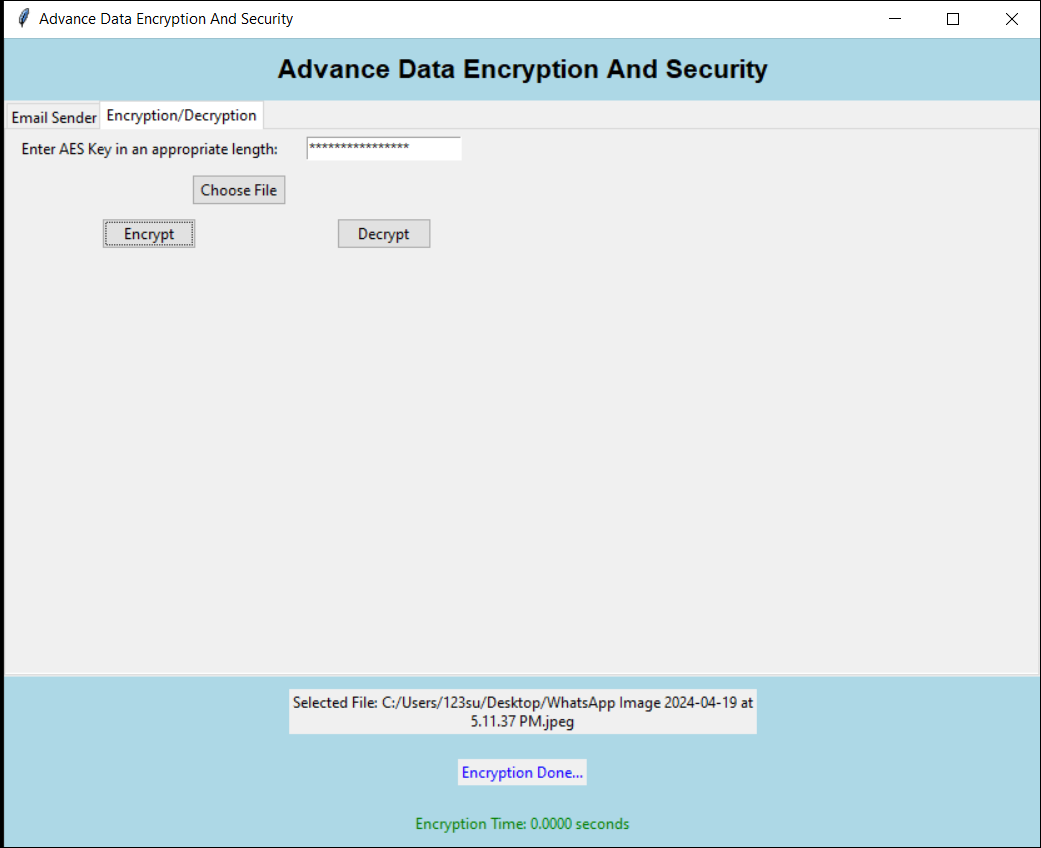 Advance Data Encryption And Security
Advance Data Encryption And Security
Email Sender Encryption/Decryption
Enter AES Key in an appropriate length: ****************
Choose File
Encrypt Decrypt
Selected File: C:/Users/123su/Desktop/WhatsApp Image 2024-04-19 at
5.11.37 PM.jpeg
Encryption Done...
Encryption Time: 0.0000 seconds